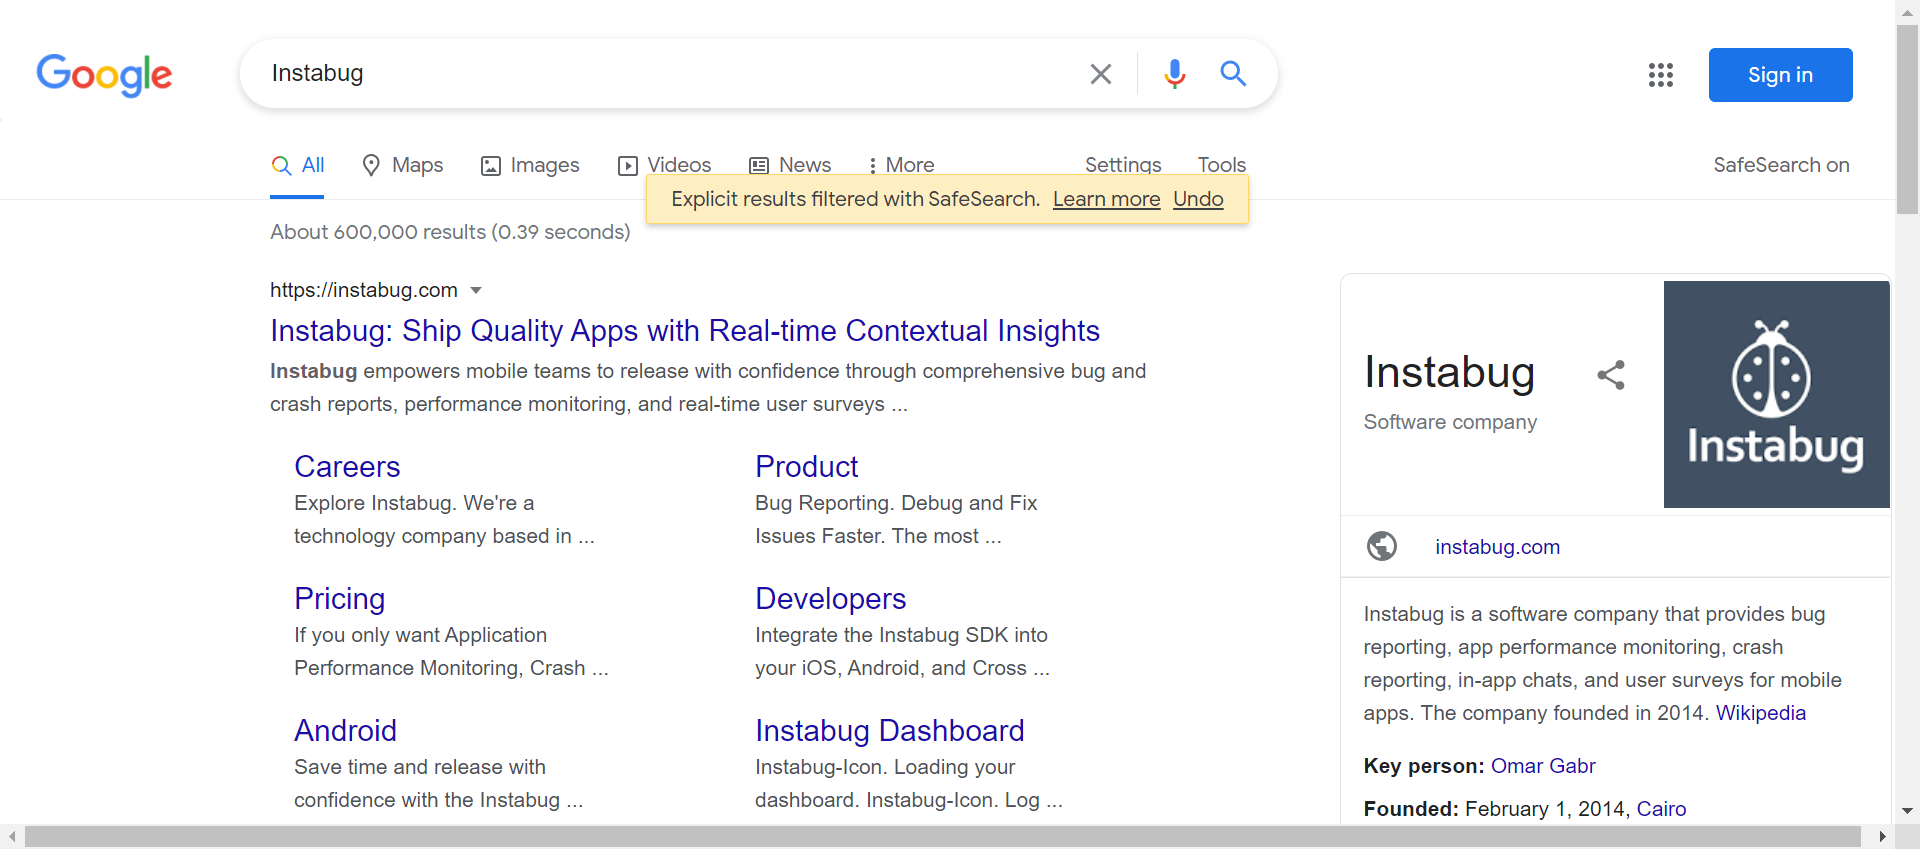 Google
Instabug
Sign in
All
Maps
Images
Videos
News
More
Settings
Tools
SafeSearch on
Explicit results filtered with SafeSearch. Learn more Undo
About 600,000 results (0.39 seconds)
https://instabug.com
Instabug: Ship Quality Apps with Real-time Contextual Insights
Instabug empowers mobile teams to release with confidence through comprehensive bug and
crash reports, performance monitoring, and real-time user surveys ...
Careers
Explore Instabug. We're a
technology company based in ...
Product
Bug Reporting. Debug and Fix
Issues Faster. The most ...
Pricing
If you only want Application
Performance Monitoring, Crash ...
Developers
Integrate the Instabug SDK into
your iOS, Android, and Cross ...
Android
Save time and release with
confidence with the Instabug ...
Instabug Dashboard
Instabug-Icon. Loading your
dashboard. Instabug-Icon. Log ...
Instabug
Software company
Instabug
instabug.com
Instabug is a software company that provides bug
reporting, app performance monitoring, crash
reporting, in-app chats, and user surveys for mobile
apps. The company founded in 2014. Wikipedia
Key person: Omar Gabr
Founded: February 1, 2014, Cairo